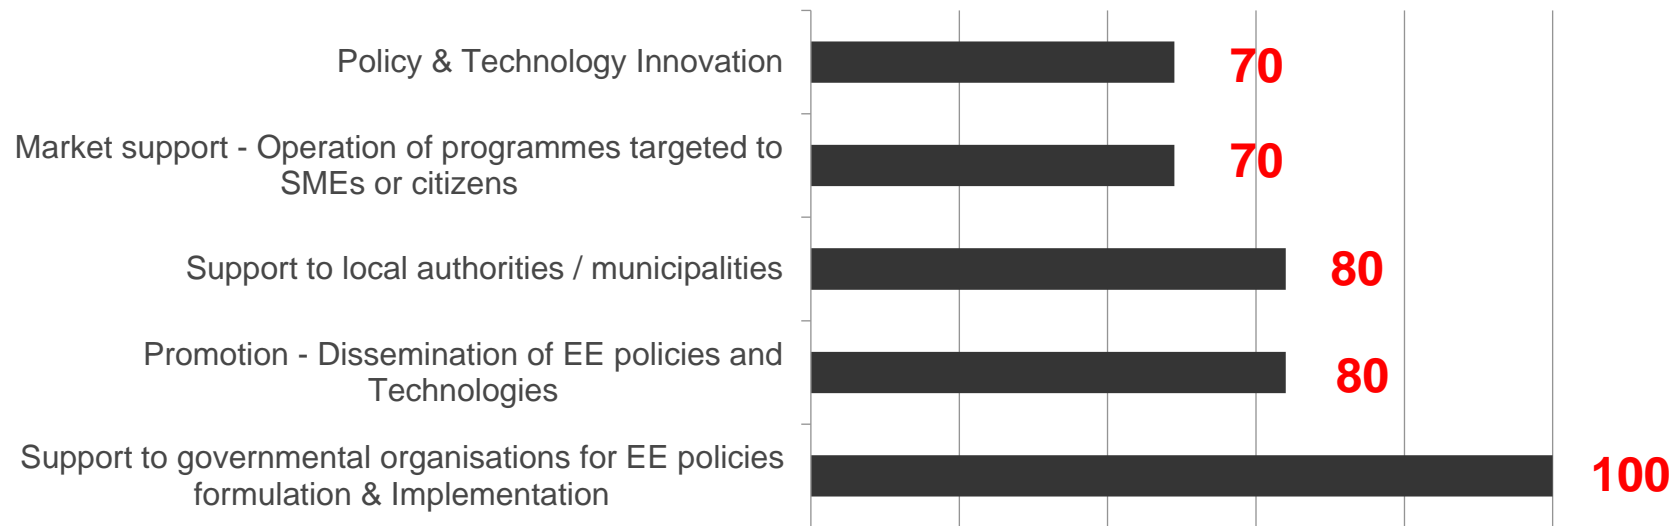 Policy & Technology Innovation
70
Market support - Operation of programmes targeted to
SMEs or citizens
70
Support to local authorities / municipalities
80
Promotion - Dissemination of EE policies and
Technologies
80
Support to governmental organisations for EE policies
formulation & Implementation
100